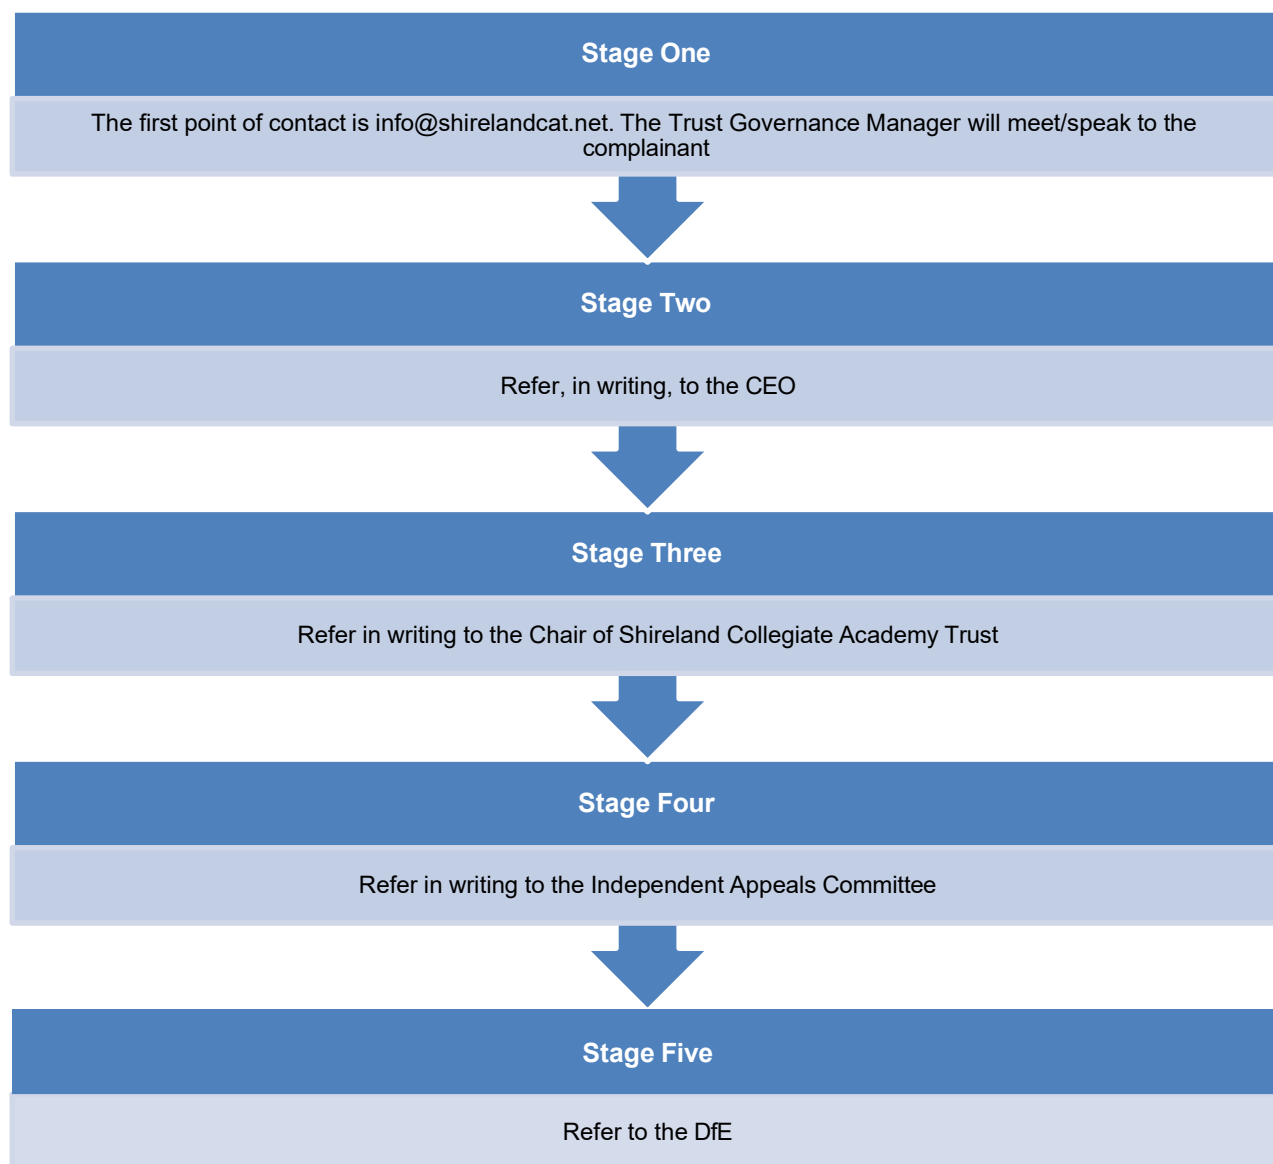 Stage One
The first point of contact is info@shirelandcat.net. The Trust Governance Manager will meet/speak to the
complainant
Stage Two
Refer, in writing, to the CEO
Stage Three
Refer in writing to the Chair of Shireland Collegiate Academy Trust
Stage Four
Refer in writing to the Independent Appeals Committee
Stage Five
Refer to the DfE